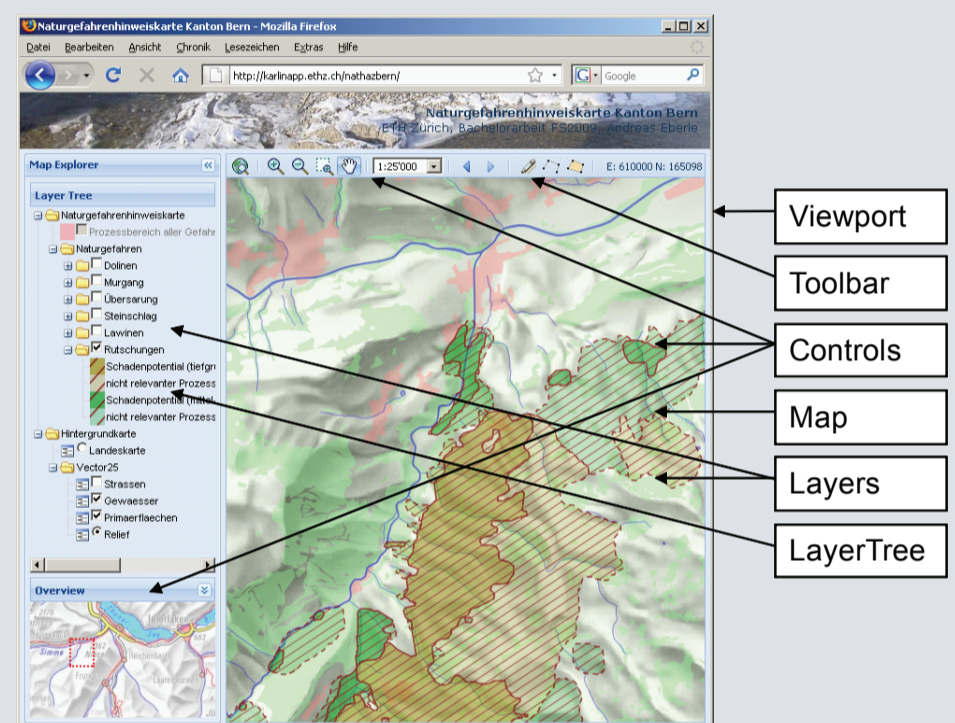 Naturgefahrenhinweiskarte Kanton Bern - Mozilla Firefox
Datei Bearbeiten Ansicht Chronik Lesezeichen Extras Hilfe
http://karlinapp.ethz.ch/nathazbern/
G Google
Naturgefahrenhinweiskarte Kanton Bern
ETH Zürich, Bachelorarbeit FS2009, Andreas Eberle
Map Explorer
1:25'000
E: 610000 N: 165098
Layer Tree
Naturgefahrenhinweiskarte
Prozessbereich aller Gefahr
Naturgefahren
Dolinen
Murgang
Übersarung
Steinschlag
Lawinen
Rutschungen
Schadenpotential (tiefgr
nicht relevanter Prozess
Schadenpotential
nicht relevanter Prozess
Hintergrundkarte
Landeskarte
Vector25
Strassen
Gewaesser
Primaerflaechen
Relief
Overview
Simme
Viewport
Toolbar
Controls
Map
Layers
LayerTree